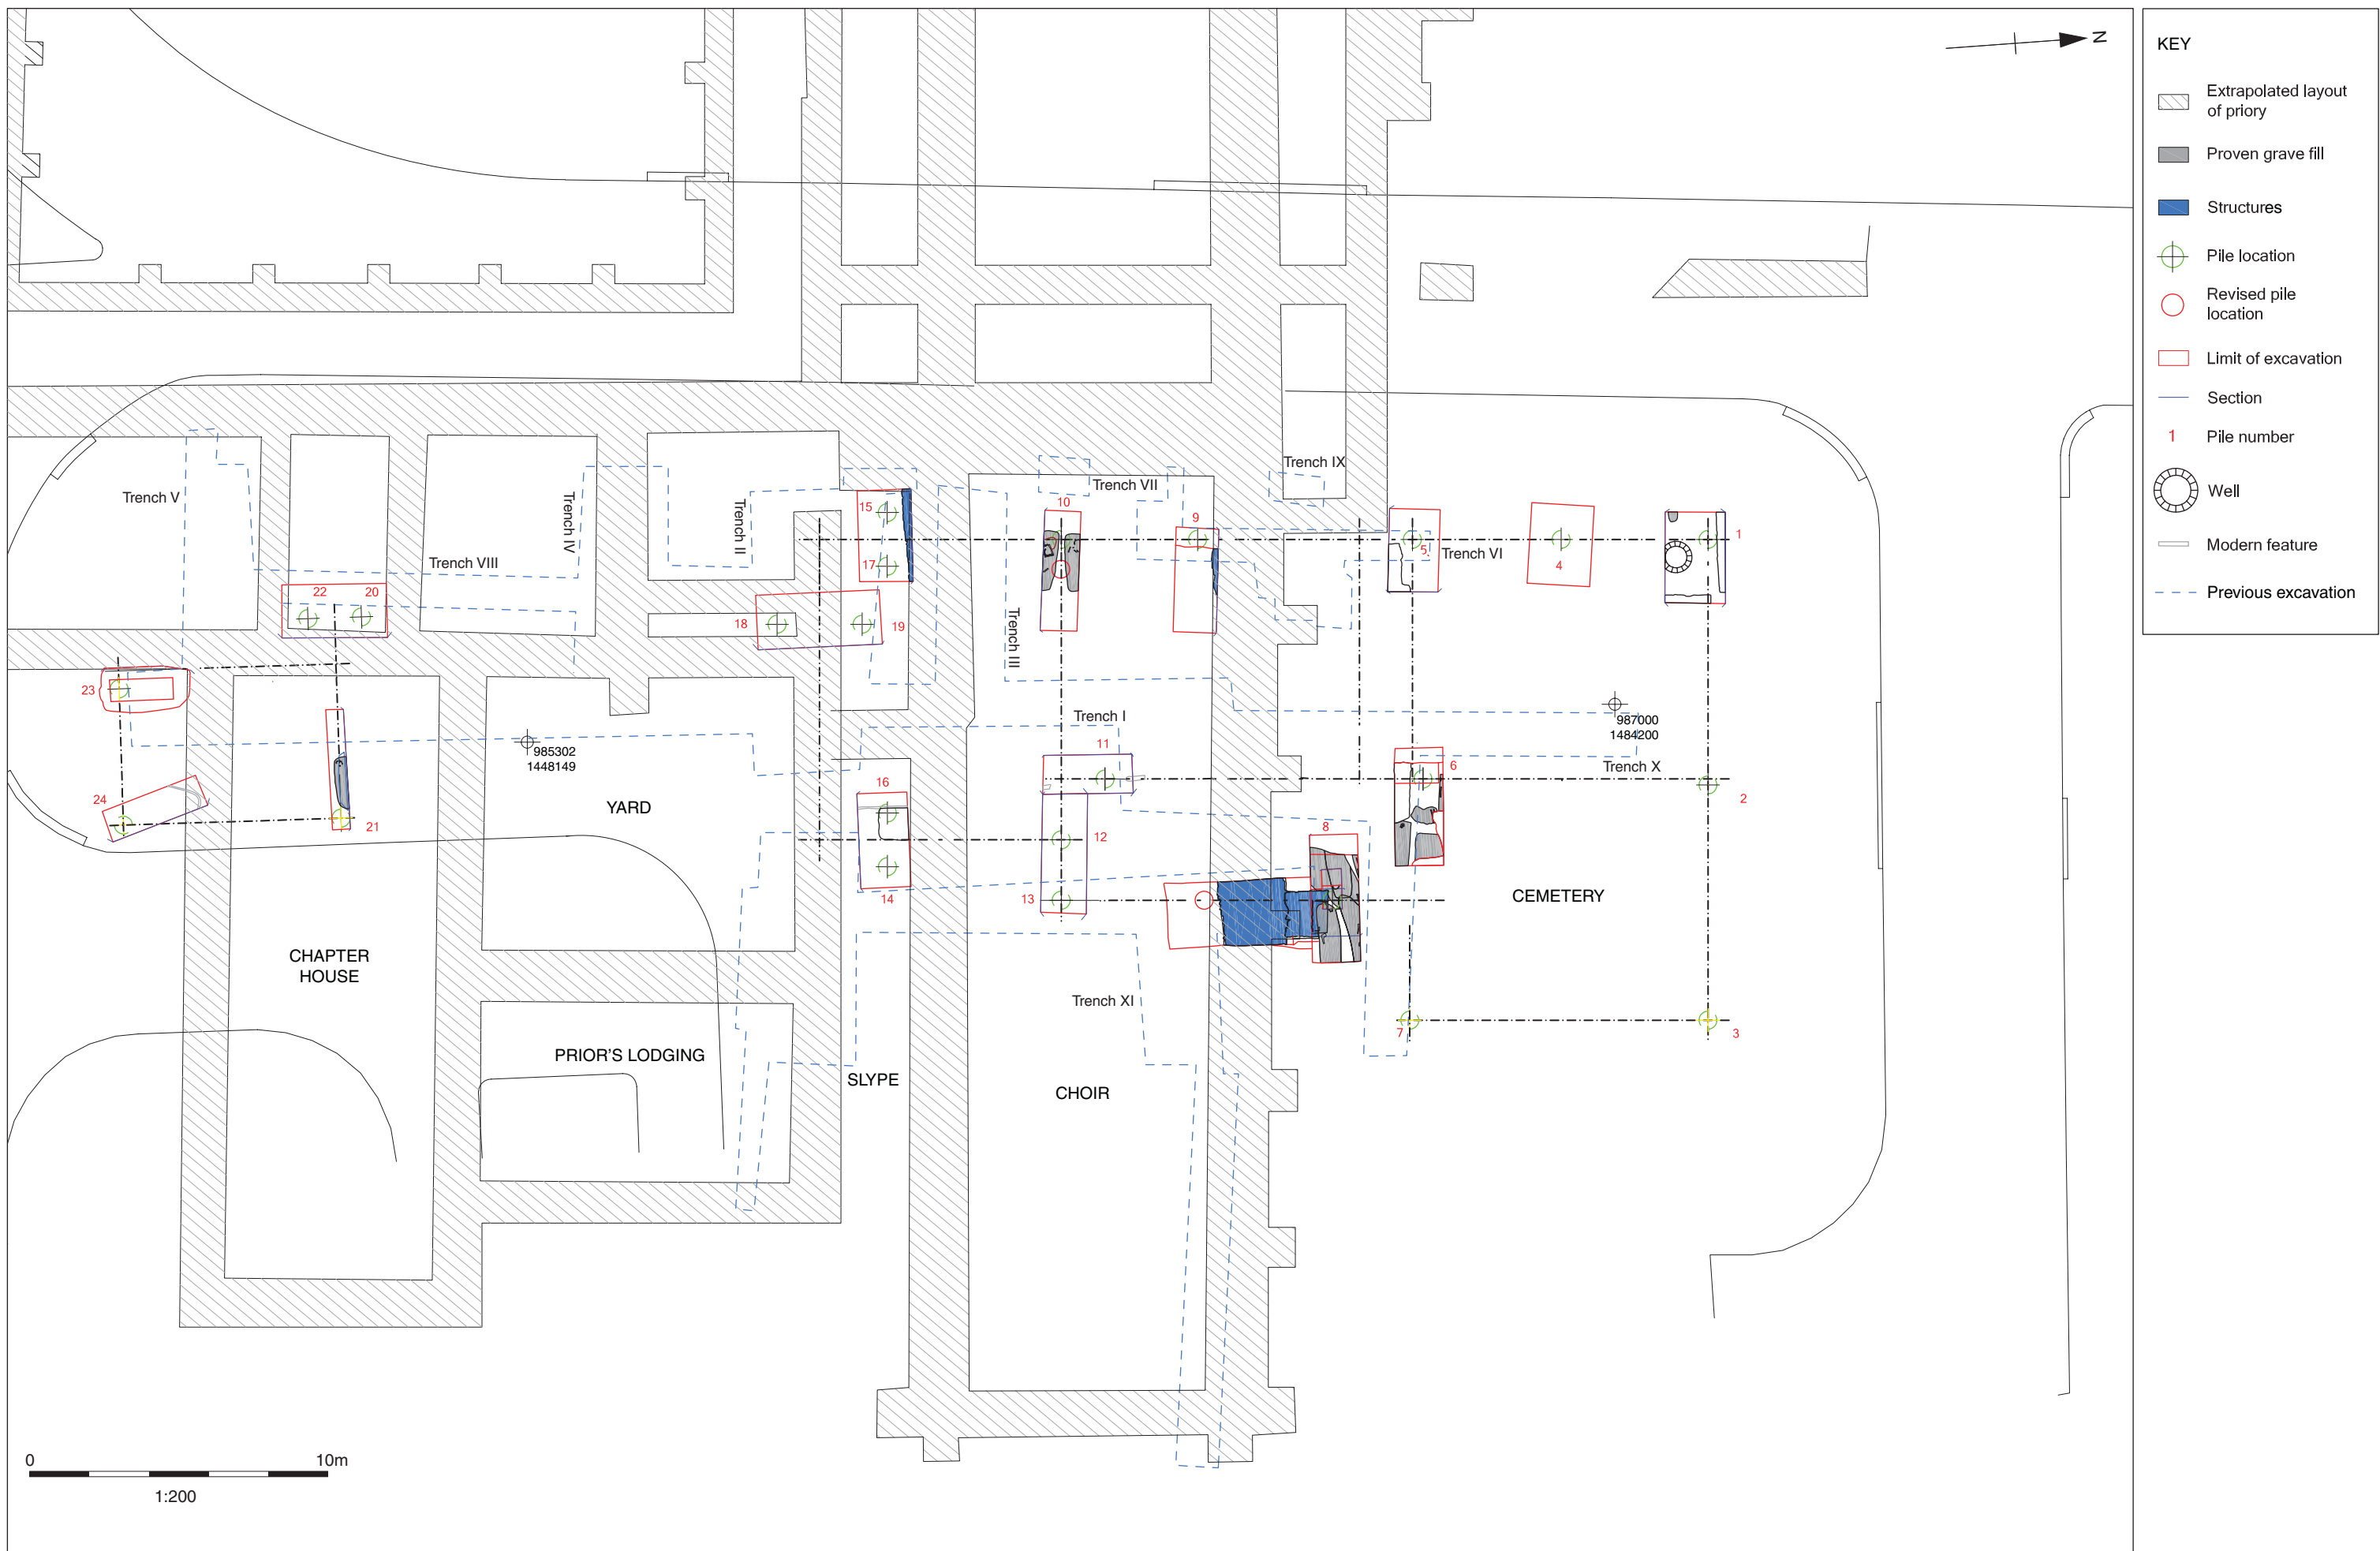 N
KEY
Extrapolated layout
of priory
Proven grave fill
Structures
Pile location
Revised pile
location
Limit of excavation
Section
1 Pile number
Well
Modern feature
Previous excavation
Trench IX
Trench VII
Trench V
Trench IV
Trench II
10
15
9
1
5
Trench VI
4
Trench VIII
17
22
20
18
19
Trench III
23
987000
1484200
Trench I
985302
1448149
11
6
Trench X
16
24
YARD
2
21
8
12
14
13
CEMETERY
CHAPTER
HOUSE
Trench XI
7
3
PRIOR'S LODGING
SLYPE
CHOIR
0 10m
1:200